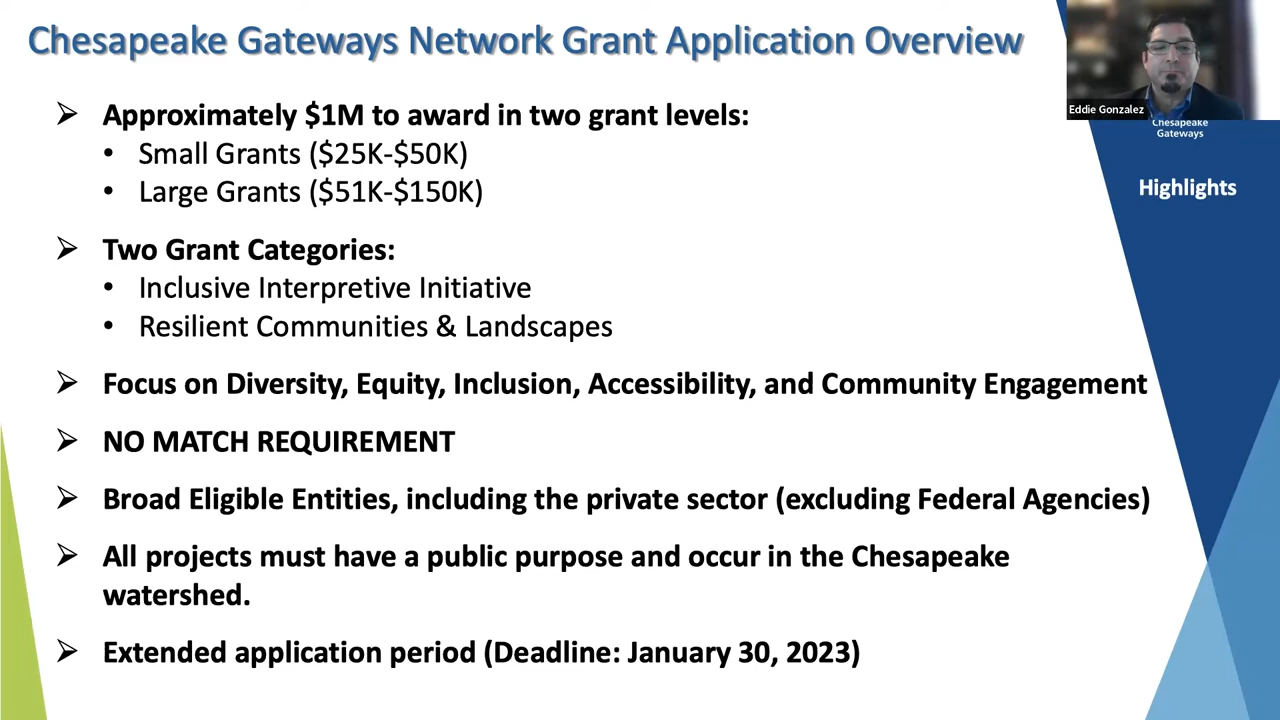 Chesapeake Gateways Network Grant Application Overview
Eddie Gonzalez
Chesapeake
Gateways
Highlights
➢ Approximately $1M to award in two grant levels:
• Small Grants ($25K-$50K)
• Large Grants ($51K-$150K)
➢ Two Grant Categories:
• Inclusive Interpretive Initiative
• Resilient Communities & Landscapes
➢ Focus on Diversity, Equity, Inclusion, Accessibility, and Community Engagement
➢ NO MATCH REQUIREMENT
➢ Broad Eligible Entities, including the private sector (excluding Federal Agencies)
➢ All projects must have a public purpose and occur in the Chesapeake
watershed.
➢ Extended application period (Deadline: January 30, 2023)